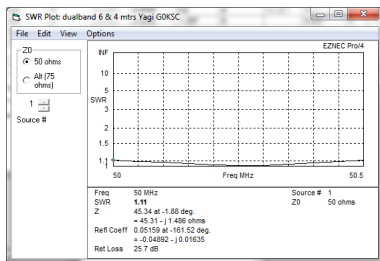 SWR Plot: dualband 6 & 4 mtrs Yagi G0KSC
File Edit View Options
Z0
50 ohms
Alt (75
ohms)
1
Source #
EZNEC Pro/4
INF
10
5
SWR
3
2
1.5
1.1
1
50 Freq MHz 50.5
Freq 50 MHz Source # 1
SWR 1.11 Z0 50 ohms
Z 45.34 at -1.88 deg.
= 45.31 - j 1.486 ohms
Refl Coeff 0.05159 at -161.52 deg.
= -0.04892 - j 0.01635
Ret Loss 25.7 dB